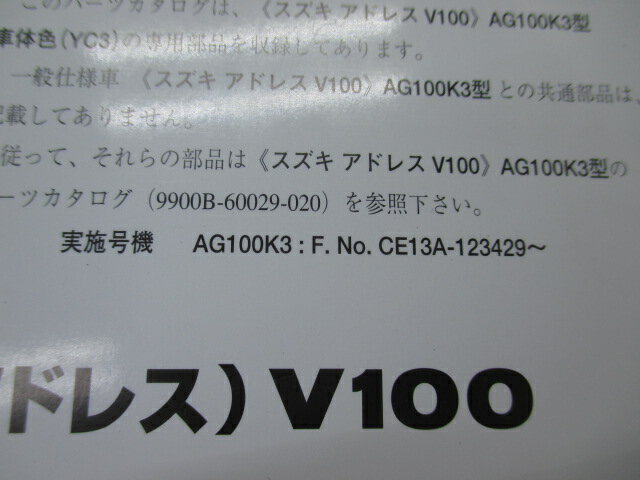 このパーツカタログは、《スズキ アドレス V100》AG100K3型
車体色(YC3)の専用部品を収録してあります。
一般仕様車 《スズキ アドレス V100》AG100K3型 との共通部品は、
記載してありません。
従って、それらの部品は《スズキ アドレス V100》AG100K3型の
パーツカタログ(9900B-60029-020)を参照下さい。
実施号機 AG100K3 : F. No. CE13A-123429〜
ドレス) V100